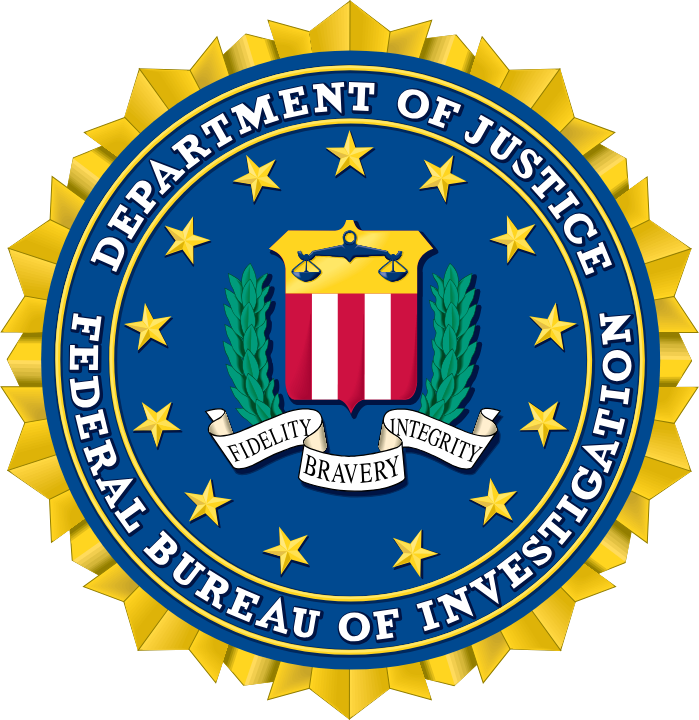 DEPARTMENT OF JUSTICE
FEDERAL BUREAU OF INVESTIGATION
FIDELITY
BRAVERY
INTEGRITY